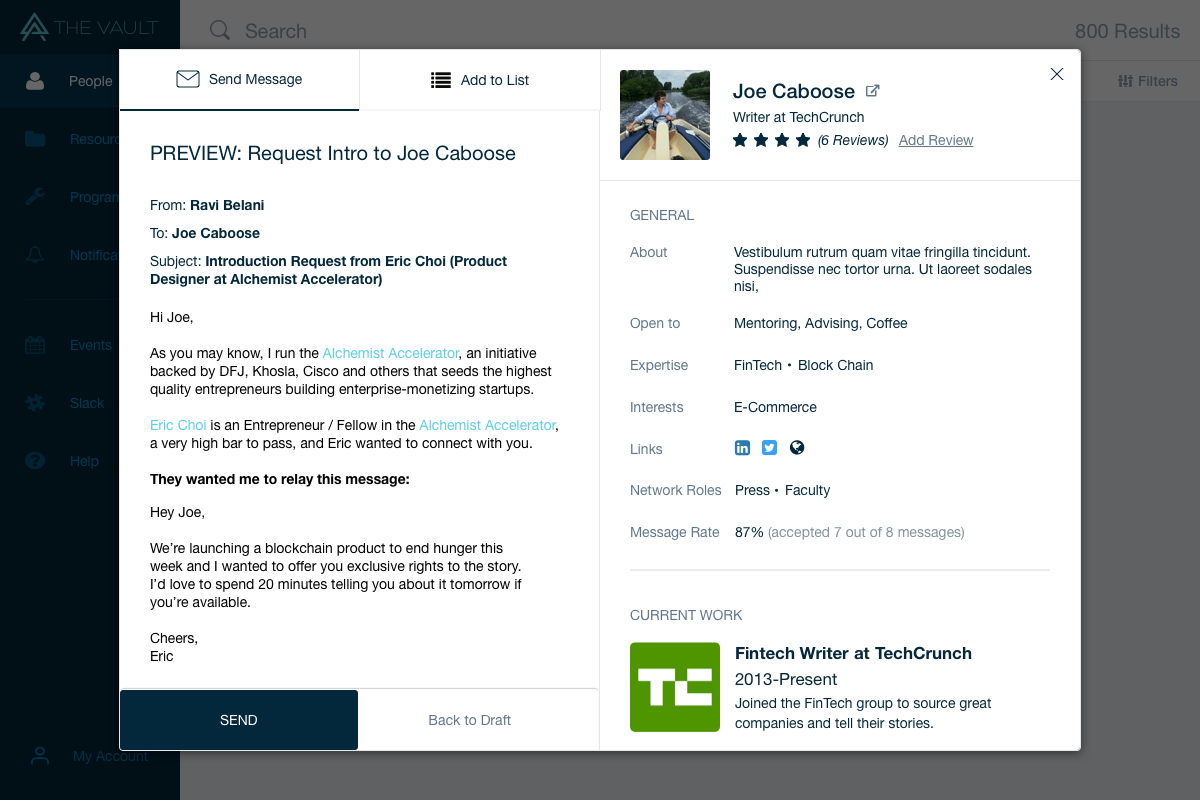 THE VAULT
Search
800 Results
People
Filters
Resour
Program
Notifica
Events
Slack
Help
My Account
Send Message
Add to List
PREVIEW: Request Intro to Joe Caboose
From: Ravi Belani
To: Joe Caboose
Subject: Introduction Request from Eric Choi (Product
Designer at Alchemist Accelerator)
Hi Joe,
As you may know, I run the Alchemist Accelerator, an initiative
backed by DFJ, Khosla, Cisco and others that seeds the highest
quality entrepreneurs building enterprise-monetizing startups.
Eric Choi is an Entrepreneur / Fellow in the Alchemist Accelerator,
a very high bar to pass, and Eric wanted to connect with you.
They wanted me to relay this message:
Hey Joe,
We’re launching a blockchain product to end hunger this
week and I wanted to offer you exclusive rights to the story.
I’d love to spend 20 minutes telling you about it tomorrow if
you’re available.
Cheers,
Eric
SEND
Back to Draft
Joe Caboose
Writer at TechCrunch
(6 Reviews) Add Review
GENERAL
About Vestibulum rutrum quam vitae fringilla tincidunt.
Suspendisse nec tortor urna. Ut laoreet sodales
nisi,
Open to Mentoring, Advising, Coffee
Expertise FinTech • Block Chain
Interests E-Commerce
Links
Network Roles Press • Faculty
Message Rate 87% (accepted 7 out of 8 messages)
CURRENT WORK
TC
Fintech Writer at TechCrunch
2013-Present
Joined the FinTech group to source great
companies and tell their stories.